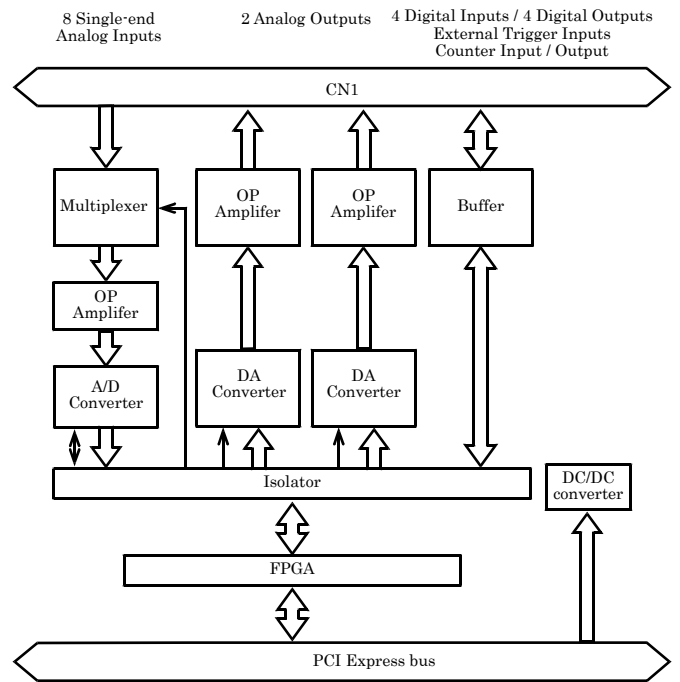 8 Single-end
Analog Inputs
2 Analog Outputs
4 Digital Inputs / 4 Digital Outputs
External Trigger Inputs
Counter Input / Output
CN1
Multiplexer
OP
Amplifer
OP
Amplifer
Buffer
OP
Amplifer
A/D
Converter
DA
Converter
DA
Converter
Isolator
DC/DC
converter
FPGA
PCI Express bus